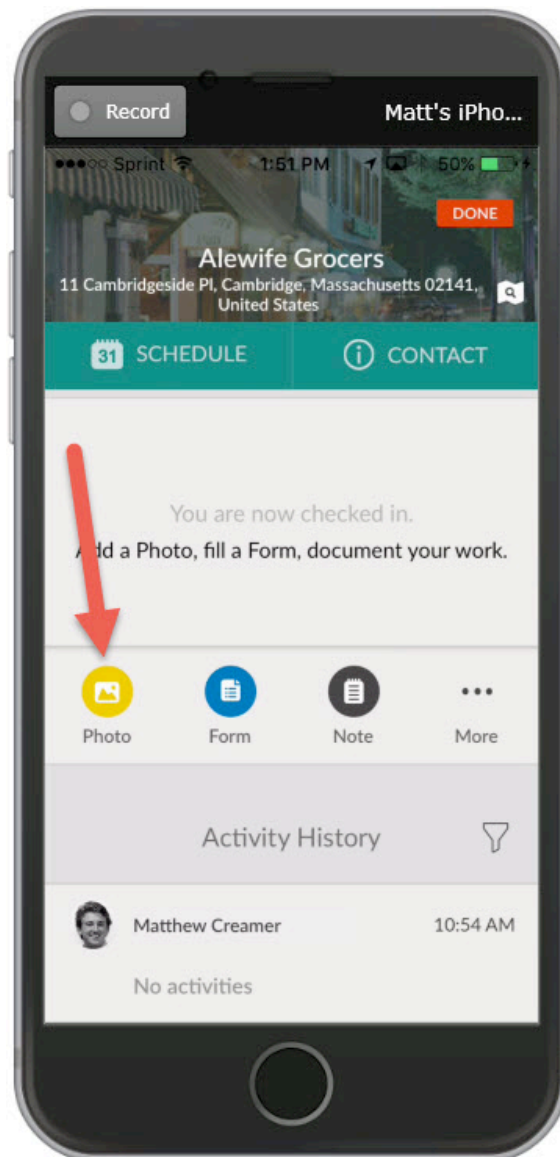 Record
Matt's iPho...
Sprint 1:51 PM 50%
DONE
Alewife Grocers
11 Cambridgeside Pl, Cambridge, Massachusetts 02141,
United States
31 SCHEDULE
CONTACT
You are now checked in.
Add a Photo, fill a Form, document your work.
Photo Form Note More
Activity History
Matthew Creamer 10:54 AM
No activities